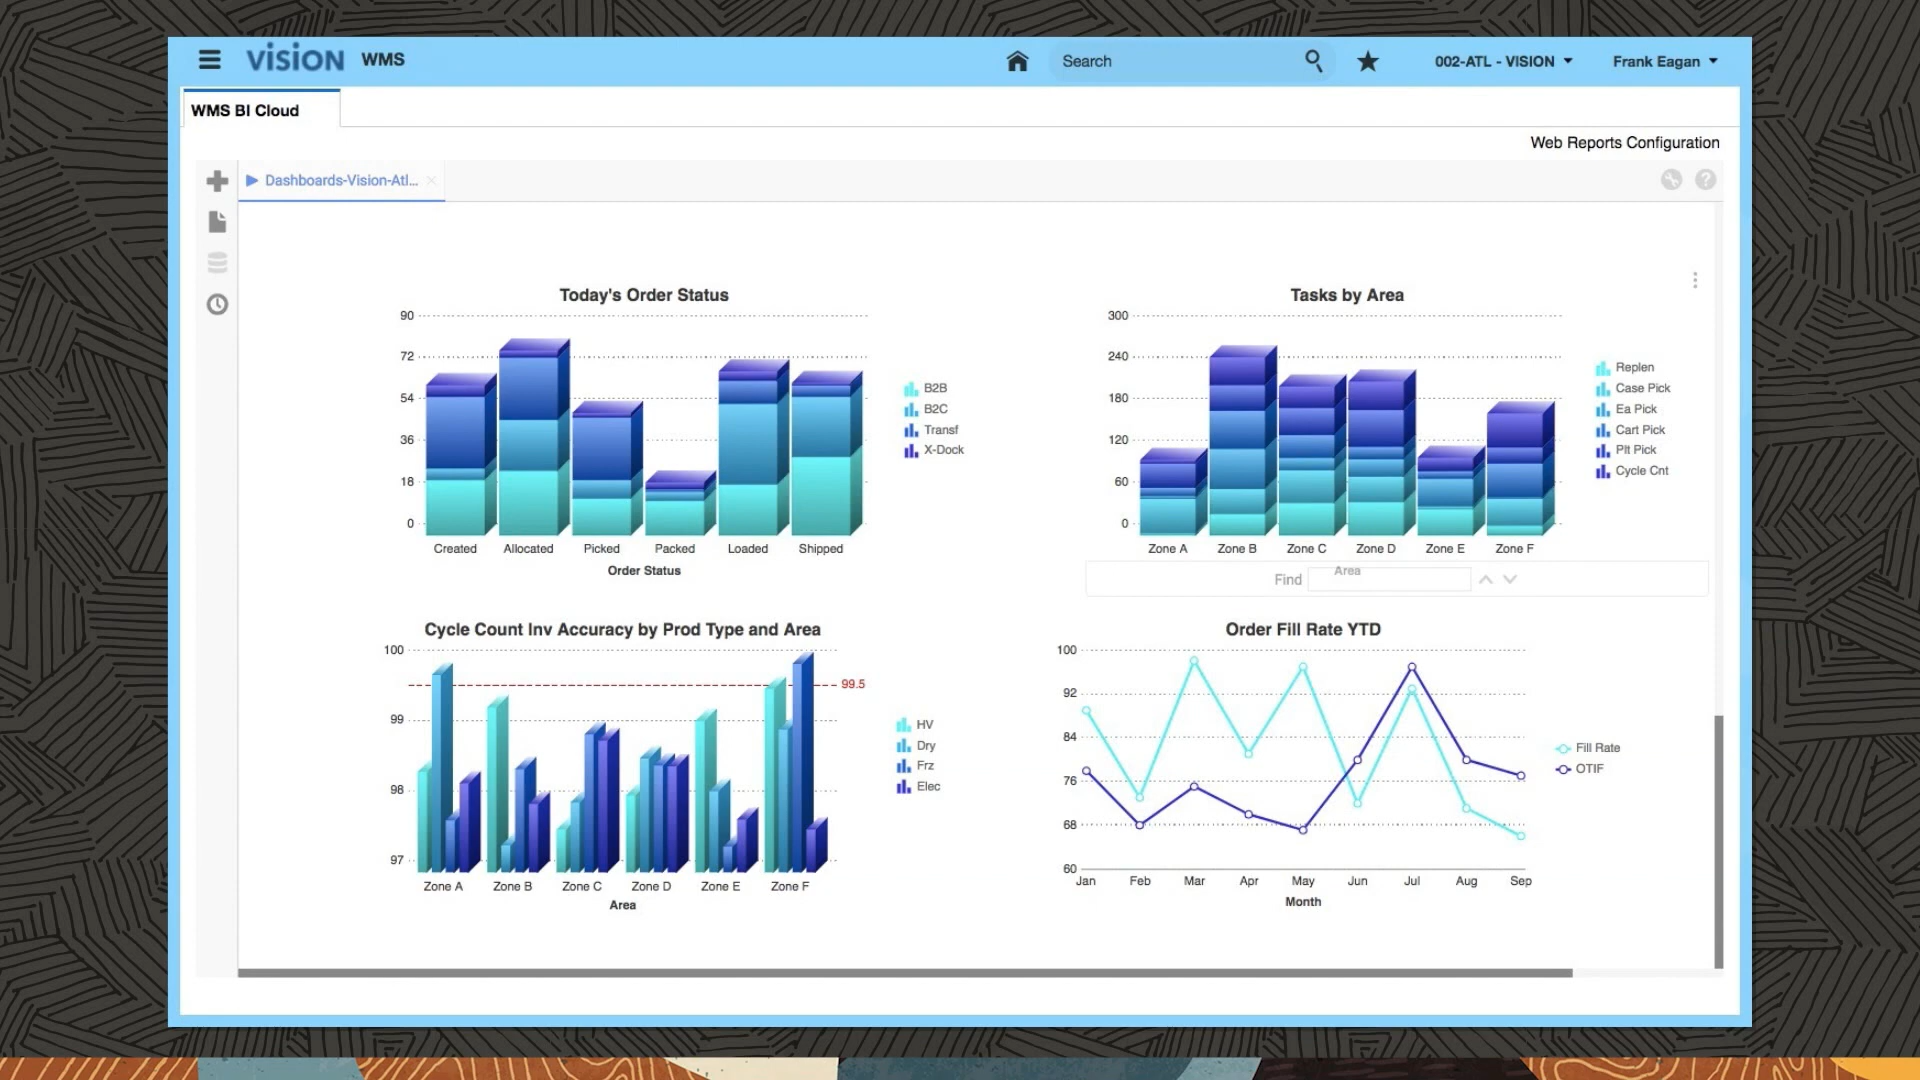 vision WMS
Search
002-ATL - VISION
Frank Eagan
WMS BI Cloud
Web Reports Configuration
Dashboards-Vision-Atl...
Today's Order Status
90
72
54
36
18
0
Created Allocated Picked Packed Loaded Shipped
Order Status
B2B
B2C
Transf
X-Dock
Tasks by Area
300
240
180
120
60
0
Zone A Zone B Zone C Zone D Zone E Zone F
Area
Replen
Case Pick
Ea Pick
Cart Pick
Plt Pick
Cycle Cnt
Find
Cycle Count Inv Accuracy by Prod Type and Area
100
99.5
99
98
97
Zone A Zone B Zone C Zone D Zone E Zone F
Area
HV
Dry
Frz
Elec
Order Fill Rate YTD
100
92
84
76
68
60
Jan Feb Mar Apr May Jun Jul Aug Sep
Month
Fill Rate
OTIF